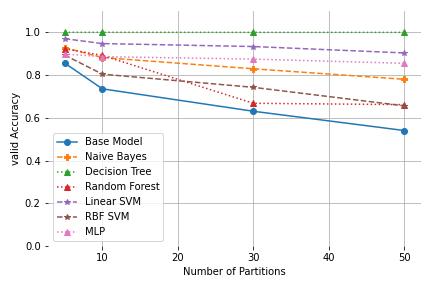 1.0
0.8
0.6
0.4
0.2
0.0
valid Accuracy
Base Model
Naive Bayes
Decision Tree
Random Forest
Linear SVM
RBF SVM
MLP
10 20 30 40 50
Number of Partitions